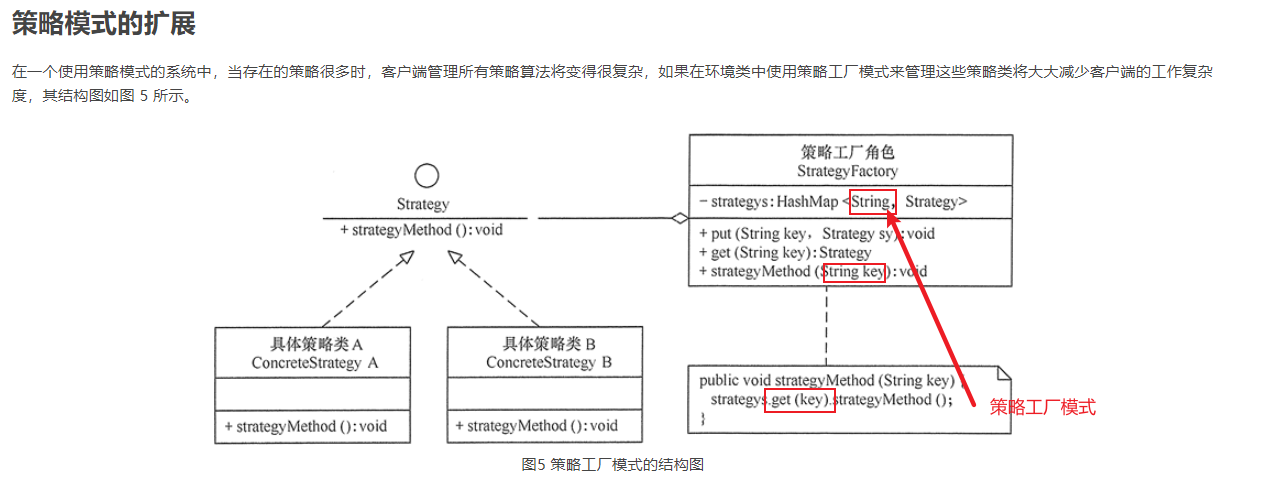 策略模式的扩展
在一个使用策略模式的系统中，当存在的策略很多时，客户端管理所有策略算法将变得很复杂，如果在环境类中使用策略工厂模式来管理这些策略类将大大减少客户端的工作复杂
度，其结构图如图 5 所示。
Strategy
+ strategyMethod ():void
策略工厂角色
StrategyFactory
- strategys:HashMap <String, Strategy>
+ put (String key, Strategy sy):void
+ get (String key):Strategy
+ strategyMethod (String key):void
具体策略类 A
ConcreteStrategy A
+ strategyMethod ():void
具体策略类 B
ConcreteStrategy B
+ strategyMethod ():void
public void strategyMethod (String key) {
strategys.get (key).strategyMethod ();
}
策略工厂模式
图5 策略工厂模式的结构图